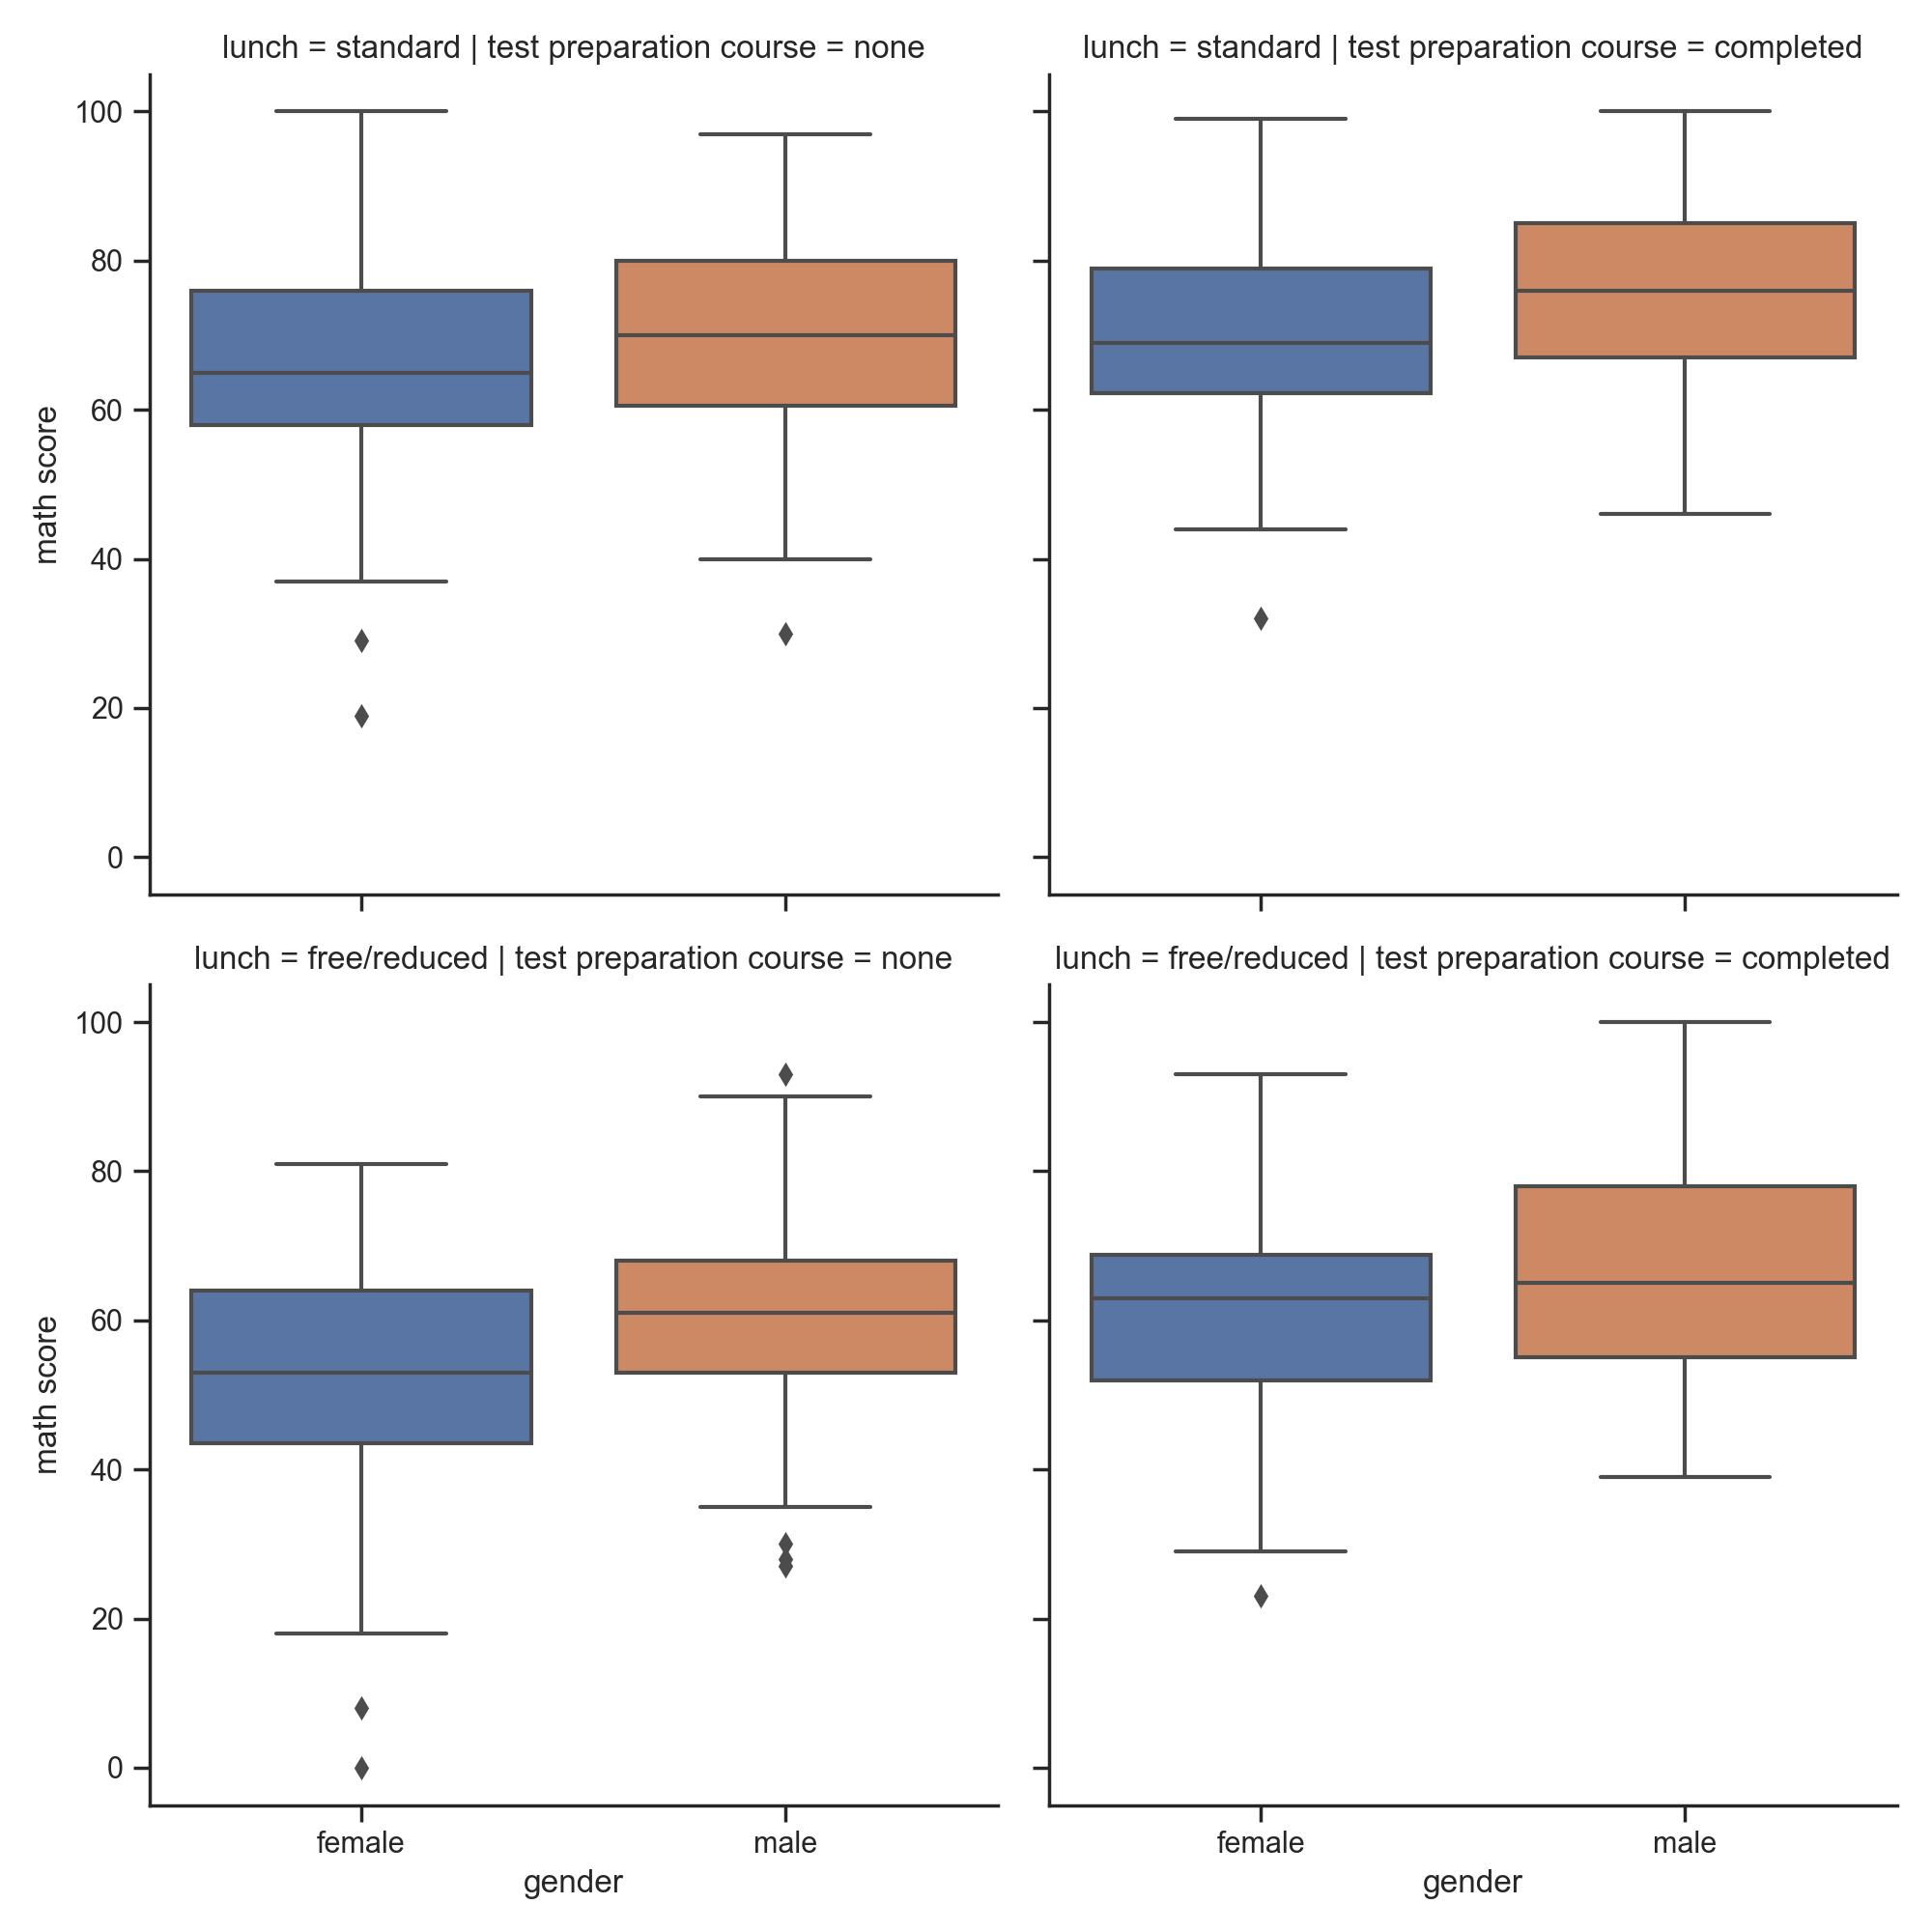 lunch = standard | test preparation course = none
lunch = standard | test preparation course = completed
100
80
60
40
20
0
math score
lunch = free/reduced | test preparation course = none
lunch = free/reduced | test preparation course = completed
100
80
60
40
20
0
math score
female
male
female
male
gender
gender